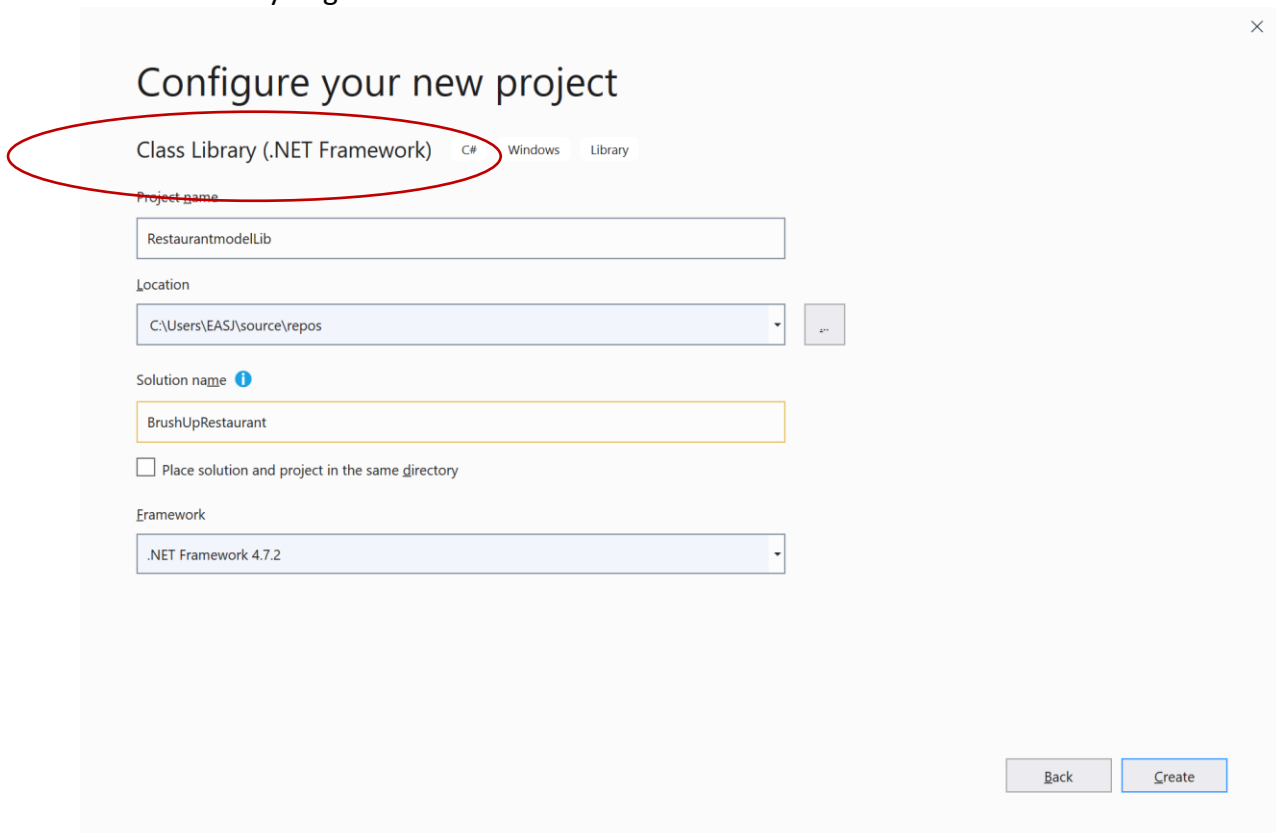 Configure your new project
Class Library (.NET Framework) C# Windows Library
Project name
RestaurantmodelLib
Location
C:\Users\EASJ\source\repos
...
Solution name
BrushUpRestaurant
Place solution and project in the same directory
Framework
.NET Framework 4.7.2
Back Create